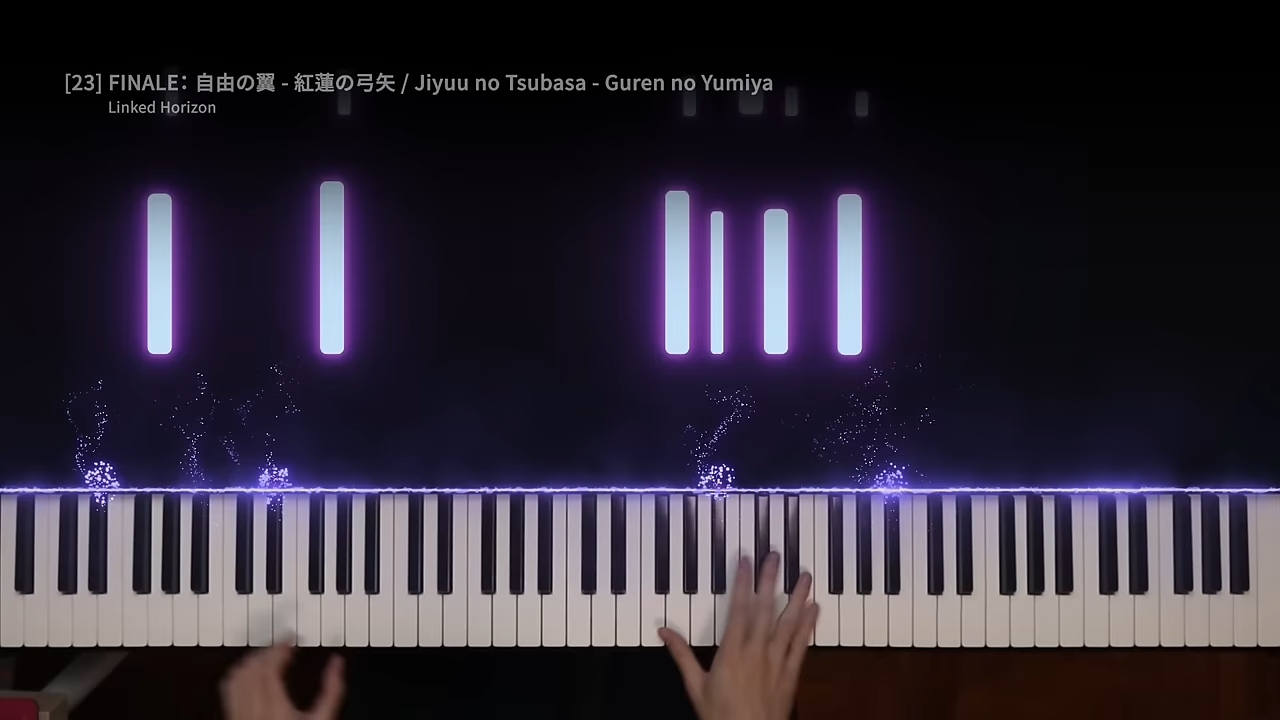 [23] FINALE: 自由の翼 - 紅蓮の弓矢 / Jiyuu no Tsubasa - Guren no Yumiya
Linked Horizon